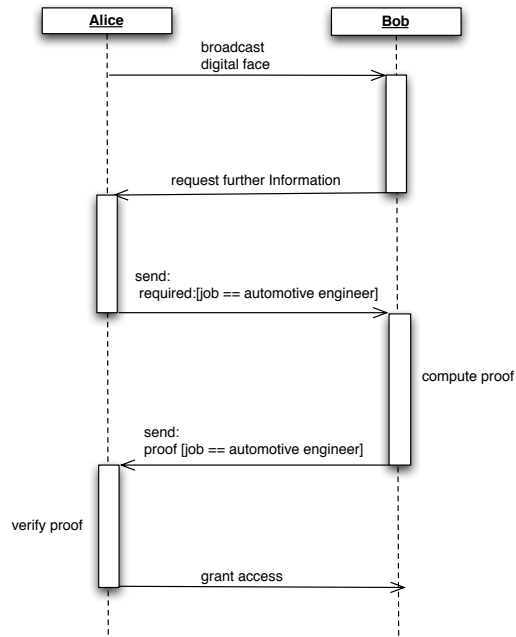 Alice
Bob
broadcast
digital face
request further Information
send:
required:[job == automotive engineer]
compute proof
send:
proof [job == automotive engineer]
verify proof
grant access